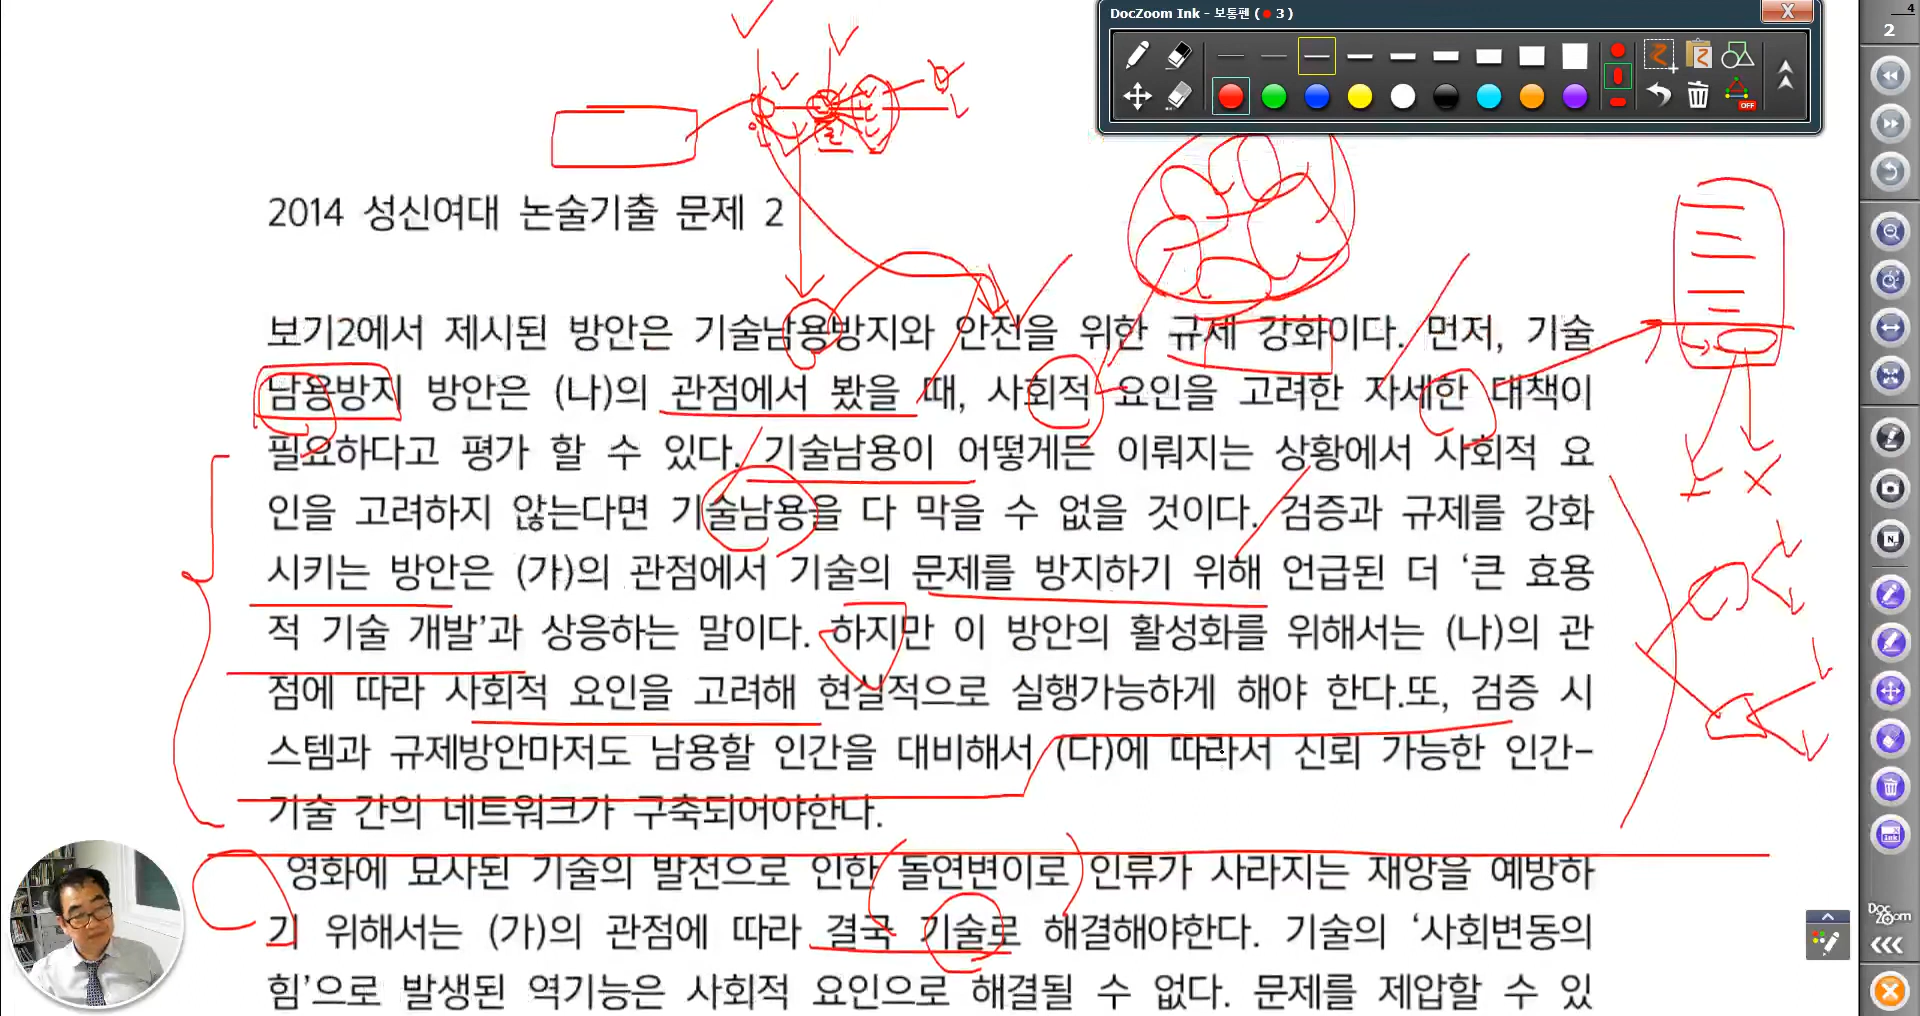 DocZoom Ink - 보통펜 ( 3 )
4
2
2014 성신여대 논술기출 문제 2
보기2에서 제시된 방안은 기술남용방지와 안전을 위한 규제 강화이다. 먼저, 기술
남용방지 방안은 (나)의 관점에서 봤을 때, 사회적 요인을 고려한 자세한 대책이
필요하다고 평가 할 수 있다. 기술남용이 어떻게든 이뤄지는 상황에서 사회적 요
인을 고려하지 않는다면 기술남용을 다 막을 수 없을 것이다. 검증과 규제를 강화
시키는 방안은 (가)의 관점에서 기술의 문제를 방지하기 위해 언급된 더 '큰 효용
적 기술 개발'과 상응하는 말이다. 하지만 이 방안의 활성화를 위해서는 (나)의 관
점에 따라 사회적 요인을 고려해 현실적으로 실행가능하게 해야 한다.또, 검증 시
스템과 규제방안마저도 남용할 인간을 대비해서 (다)에 따라서 신뢰 가능한 인간-
기술 간의 네트워크가 구축되어야한다.
영화에 묘사된 기술의 발전으로 인한 돌연변이로 인류가 사라지는 재앙을 예방하
기 위해서는 (가)의 관점에 따라 결국 기술로 해결해야한다. 기술의 '사회변동의
힘'으로 발생된 역기능은 사회적 요인으로 해결될 수 없다. 문제를 제압할 수 있
OFF
Doc
Zoom